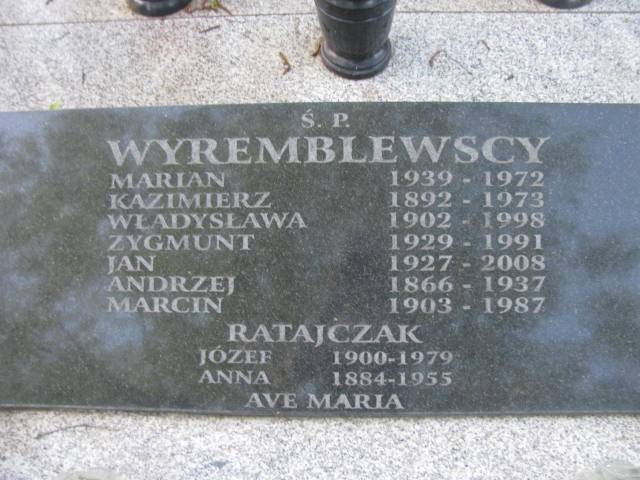 Ś. P.
WYREMBLEWSCY
MARIAN 1939 - 1972
KAZIMIERZ 1892 - 1973
WŁADYSŁAWA 1902 - 1998
ZYGMUNT 1929 - 1991
JAN 1927 - 2008
ANDRZEJ 1866 - 1937
MARCIN 1903 - 1987
RATAJCZAK
JÓZEF 1900-1979
ANNA 1884-1955
AVE MARIA